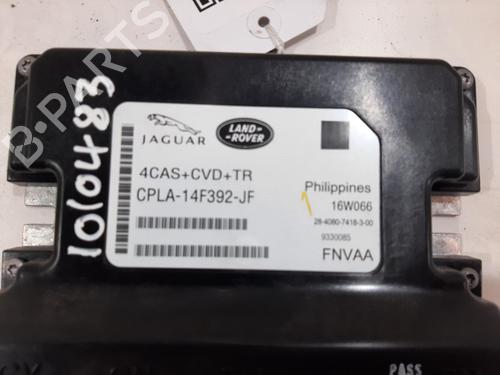 JAGUAR
LAND-
ROVER
4CAS+CVD+TR
CPLA-14F392-JF
Philippines
16W066
28-4080-7418-3-00
9330085
FNVAA
1010483
B-PARTS
PASS